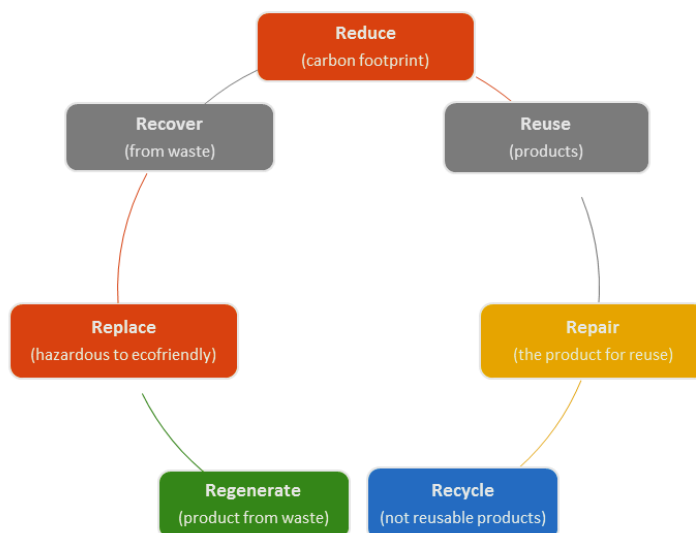 Reduce
(carbon footprint)
Reuse
(products)
Repair
(the product for reuse)
Recycle
(not reusable products)
Regenerate
(product from waste)
Replace
(hazardous to ecofriendly)
Recover
(from waste)